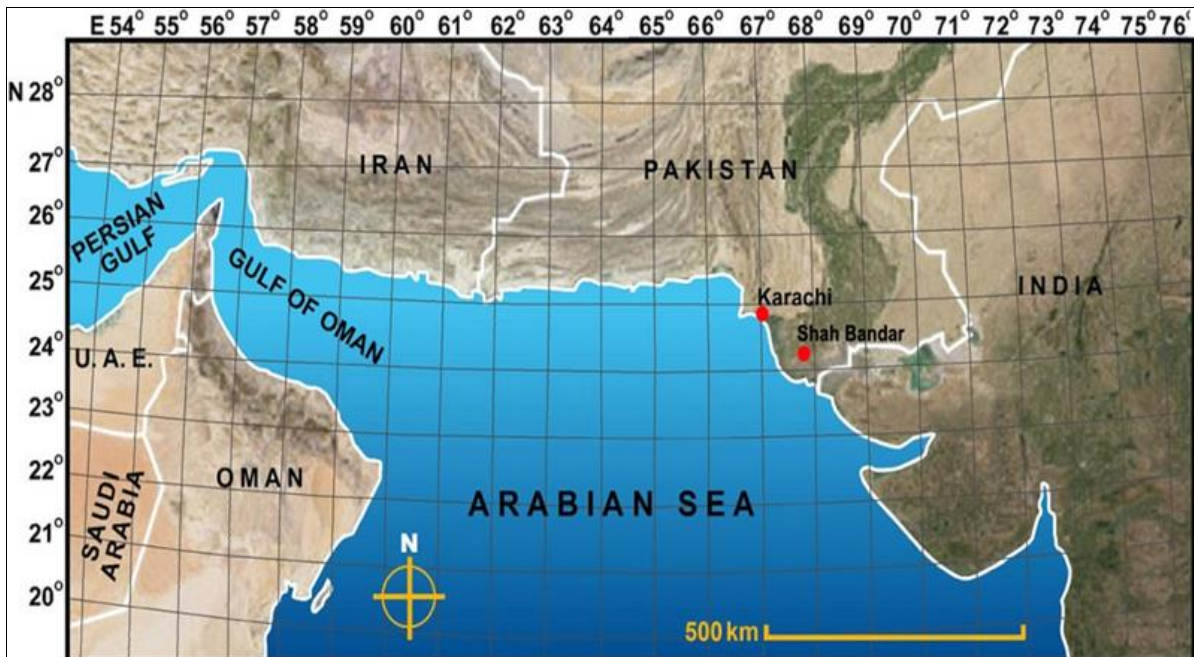 E 54° 55° 56° 57° 58° 59° 60° 61° 62° 63° 64° 65° 66° 67° 68° 69° 70° 71° 72° 73° 74° 75° 76°
N 28°
27°
26°
25°
24°
23°
22°
21°
20°
IRAN
PAKISTAN
PERSIAN
GULF
GULF OF OMAN
INDIA
Karachi
Shah Bandar
U. A. E.
OMAN
SAUDI
ARABIA
ARABIAN SEA
N
500 km